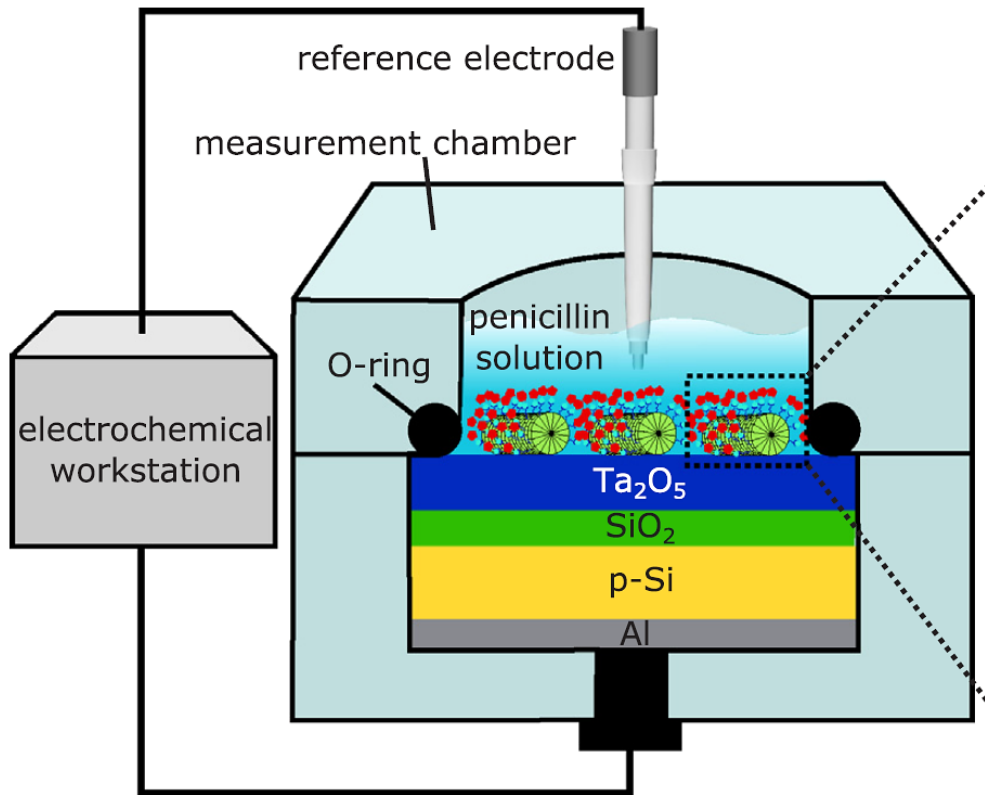 reference electrode
measurement chamber
penicillin
solution
O-ring
electrochemical
workstation
Ta₂O₅
SiO₂
p-Si
Al